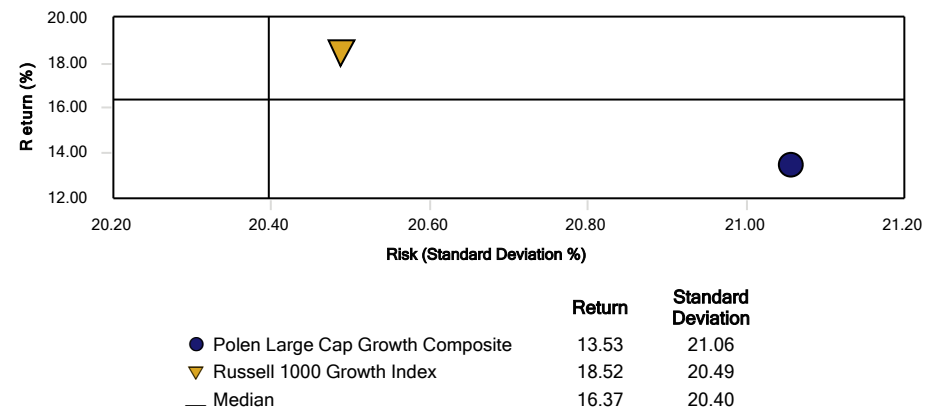 20.00
18.00
16.00
14.00
12.00
Return (%)
20.20 20.40 20.60 20.80 21.00 21.20
Risk (Standard Deviation %)
Return Standard Deviation
Polen Large Cap Growth Composite 13.53 21.06
Russell 1000 Growth Index 18.52 20.49
Median 16.37 20.40